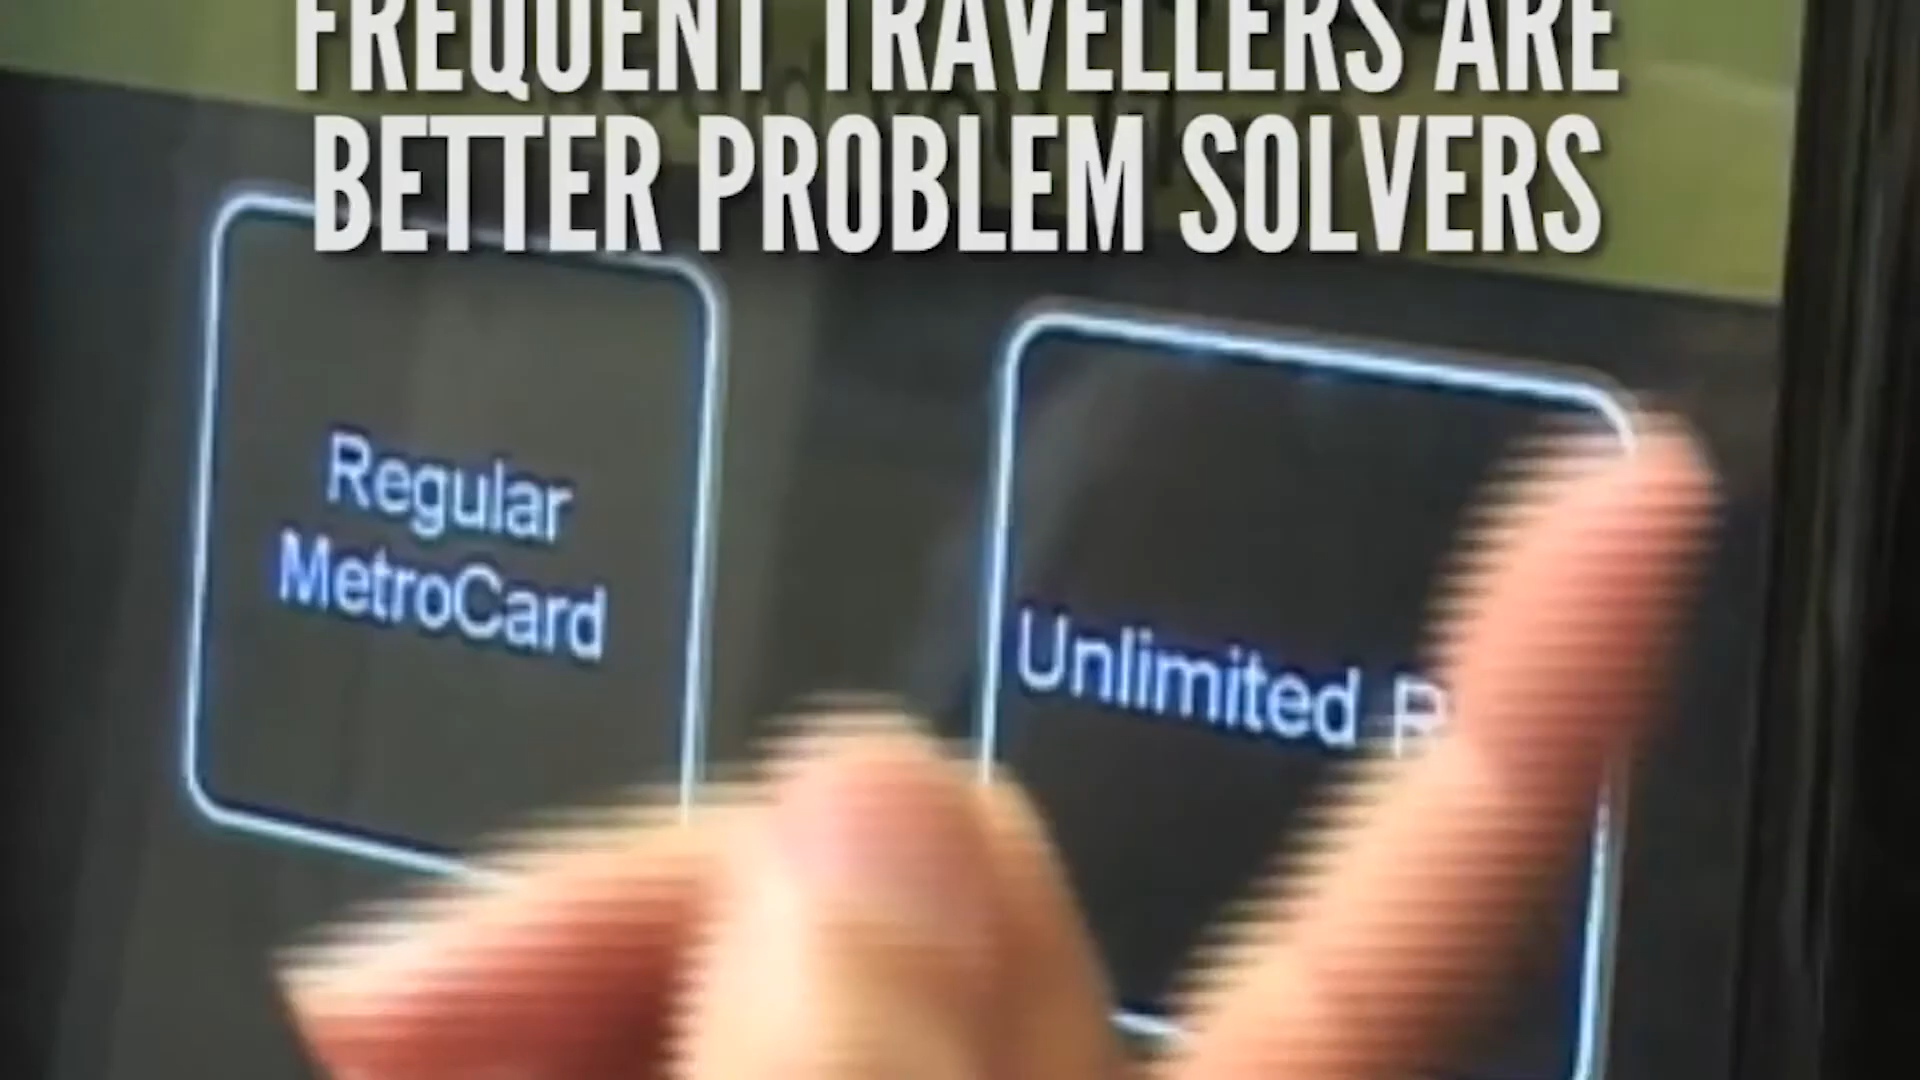 FREQUENT TRAVELLERS ARE
BETTER PROBLEM SOLVERS
Regular
MetroCard
Unlimited